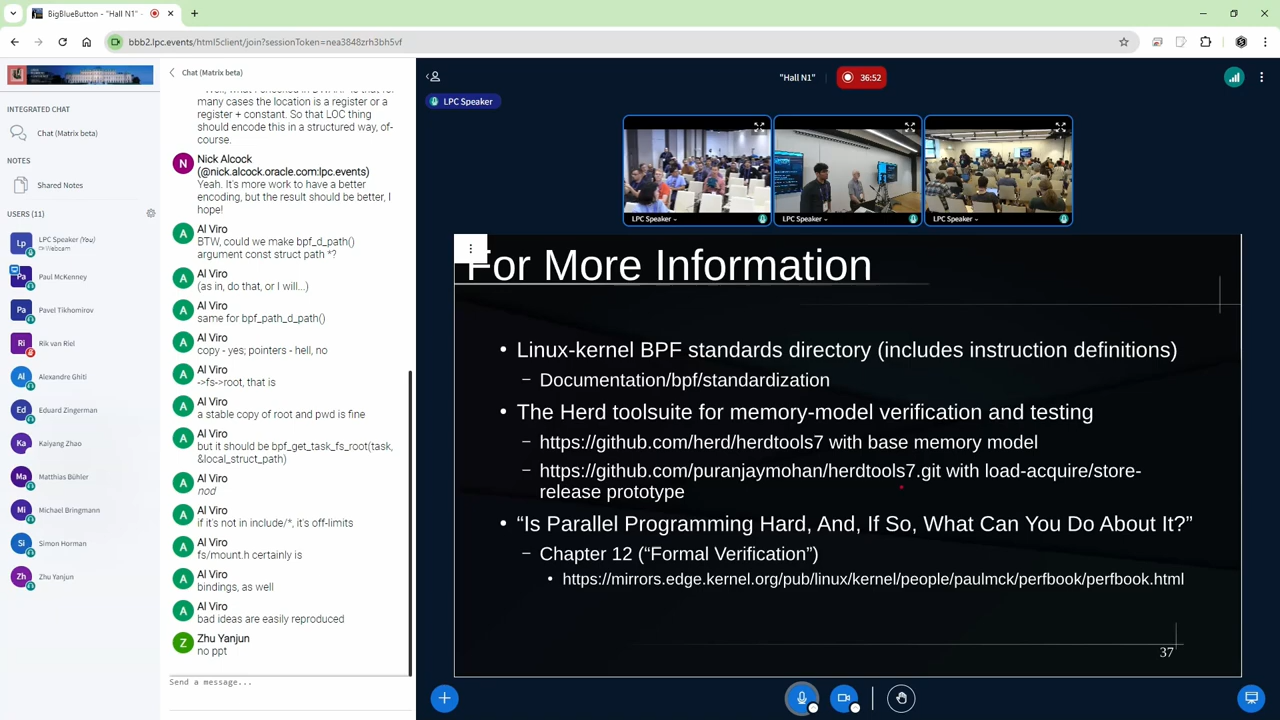 BigBlueButton - "Hall N1" -
bbb2.lpc.events/html5client/join?sessionToken=nea3848zrh3bh5vf
INTEGRATED CHAT
Chat (Matrix beta)
NOTES
Shared Notes
USERS (11)
Lp LPC Speaker (You)
Webcam
Pa Paul McKenney
Pa Pavel Tikhomirov
Ri Rik van Riel
Al Alexandre Ghiti
Ed Eduard Zingerman
Ka Kaiyang Zhao
Ma Matthias Bühler
Mi Michael Bringmann
Si Simon Horman
Zh Zhu Yanjun
Chat (Matrix beta)
many cases the location is a register or a
register + constant. So that LOC thing
should encode this in a structured way, of-
course.
N Nick Alcock
(@nick.alcock.oracle.com:lpc.events)
Yeah. It's more work to have a better
encoding, but the result should be better, I
hope!
A Al Viro
BTW, could we make bpf_d_path()
argument const struct path *?
A Al Viro
(as in, do that, or I will...)
A Al Viro
same for bpf_path_d_path()
A Al Viro
copy - yes; pointers - hell, no
A Al Viro
->fs->root, that is
A Al Viro
a stable copy of root and pwd is fine
A Al Viro
but it should be bpf_get_task_fs_root(task,
&local_struct_path)
A Al Viro
nod
A Al Viro
if it's not in include/*, it's off-limits
A Al Viro
fs/mount.h certainly is
A Al Viro
bindings, as well
A Al Viro
bad ideas are easily reproduced
Z Zhu Yanjun
no ppt
Send a message...
"Hall N1"
36:52
LPC Speaker
LPC Speaker
LPC Speaker
LPC Speaker
For More Information
• Linux-kernel BPF standards directory (includes instruction definitions)
– Documentation/bpf/standardization
• The Herd toolsuite for memory-model verification and testing
– https://github.com/herd/herdtools7 with base memory model
– https://github.com/puranjaymohan/herdtools7.git with load-acquire/store-
release prototype
• “Is Parallel Programming Hard, And, If So, What Can You Do About It?”
– Chapter 12 (“Formal Verification”)
• https://mirrors.edge.kernel.org/pub/linux/kernel/people/paulmck/perfbook/perfbook.html
37